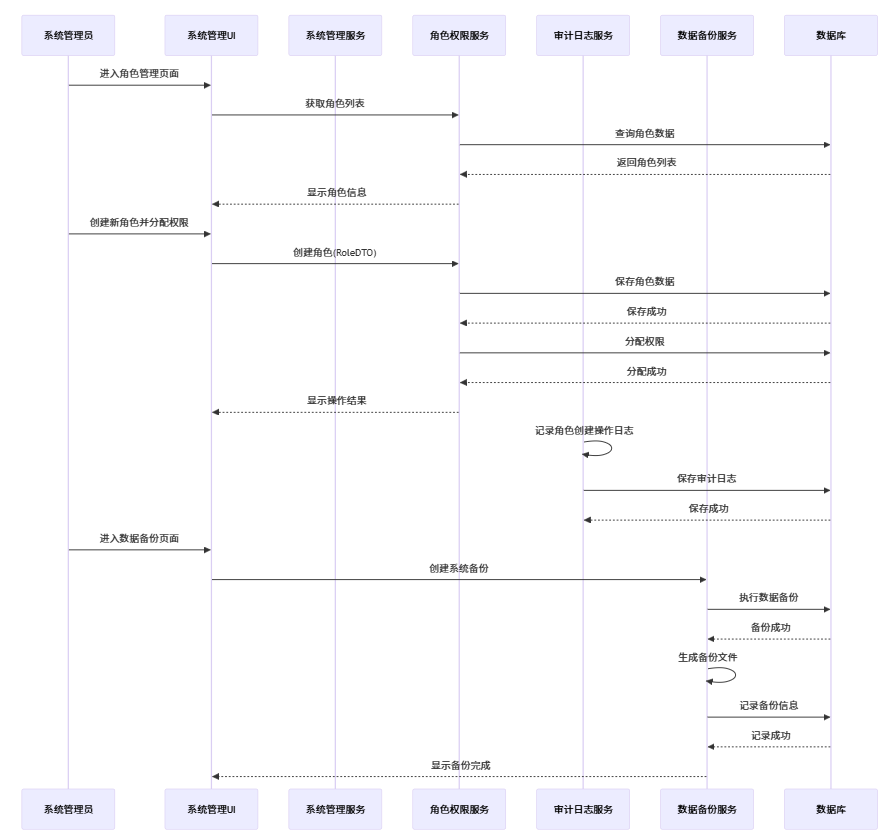 系统管理员
系统管理UI
系统管理服务
角色权限服务
审计日志服务
数据备份服务
数据库
进入角色管理页面
获取角色列表
查询角色数据
返回角色列表
显示角色信息
创建新角色并分配权限
创建角色(RoleDTO)
保存角色数据
保存成功
分配权限
分配成功
显示操作结果
记录角色创建操作日志
保存审计日志
保存成功
进入数据备份页面
创建系统备份
执行数据备份
备份成功
生成备份文件
记录备份信息
记录成功
显示备份完成
系统管理员
系统管理UI
系统管理服务
角色权限服务
审计日志服务
数据备份服务
数据库